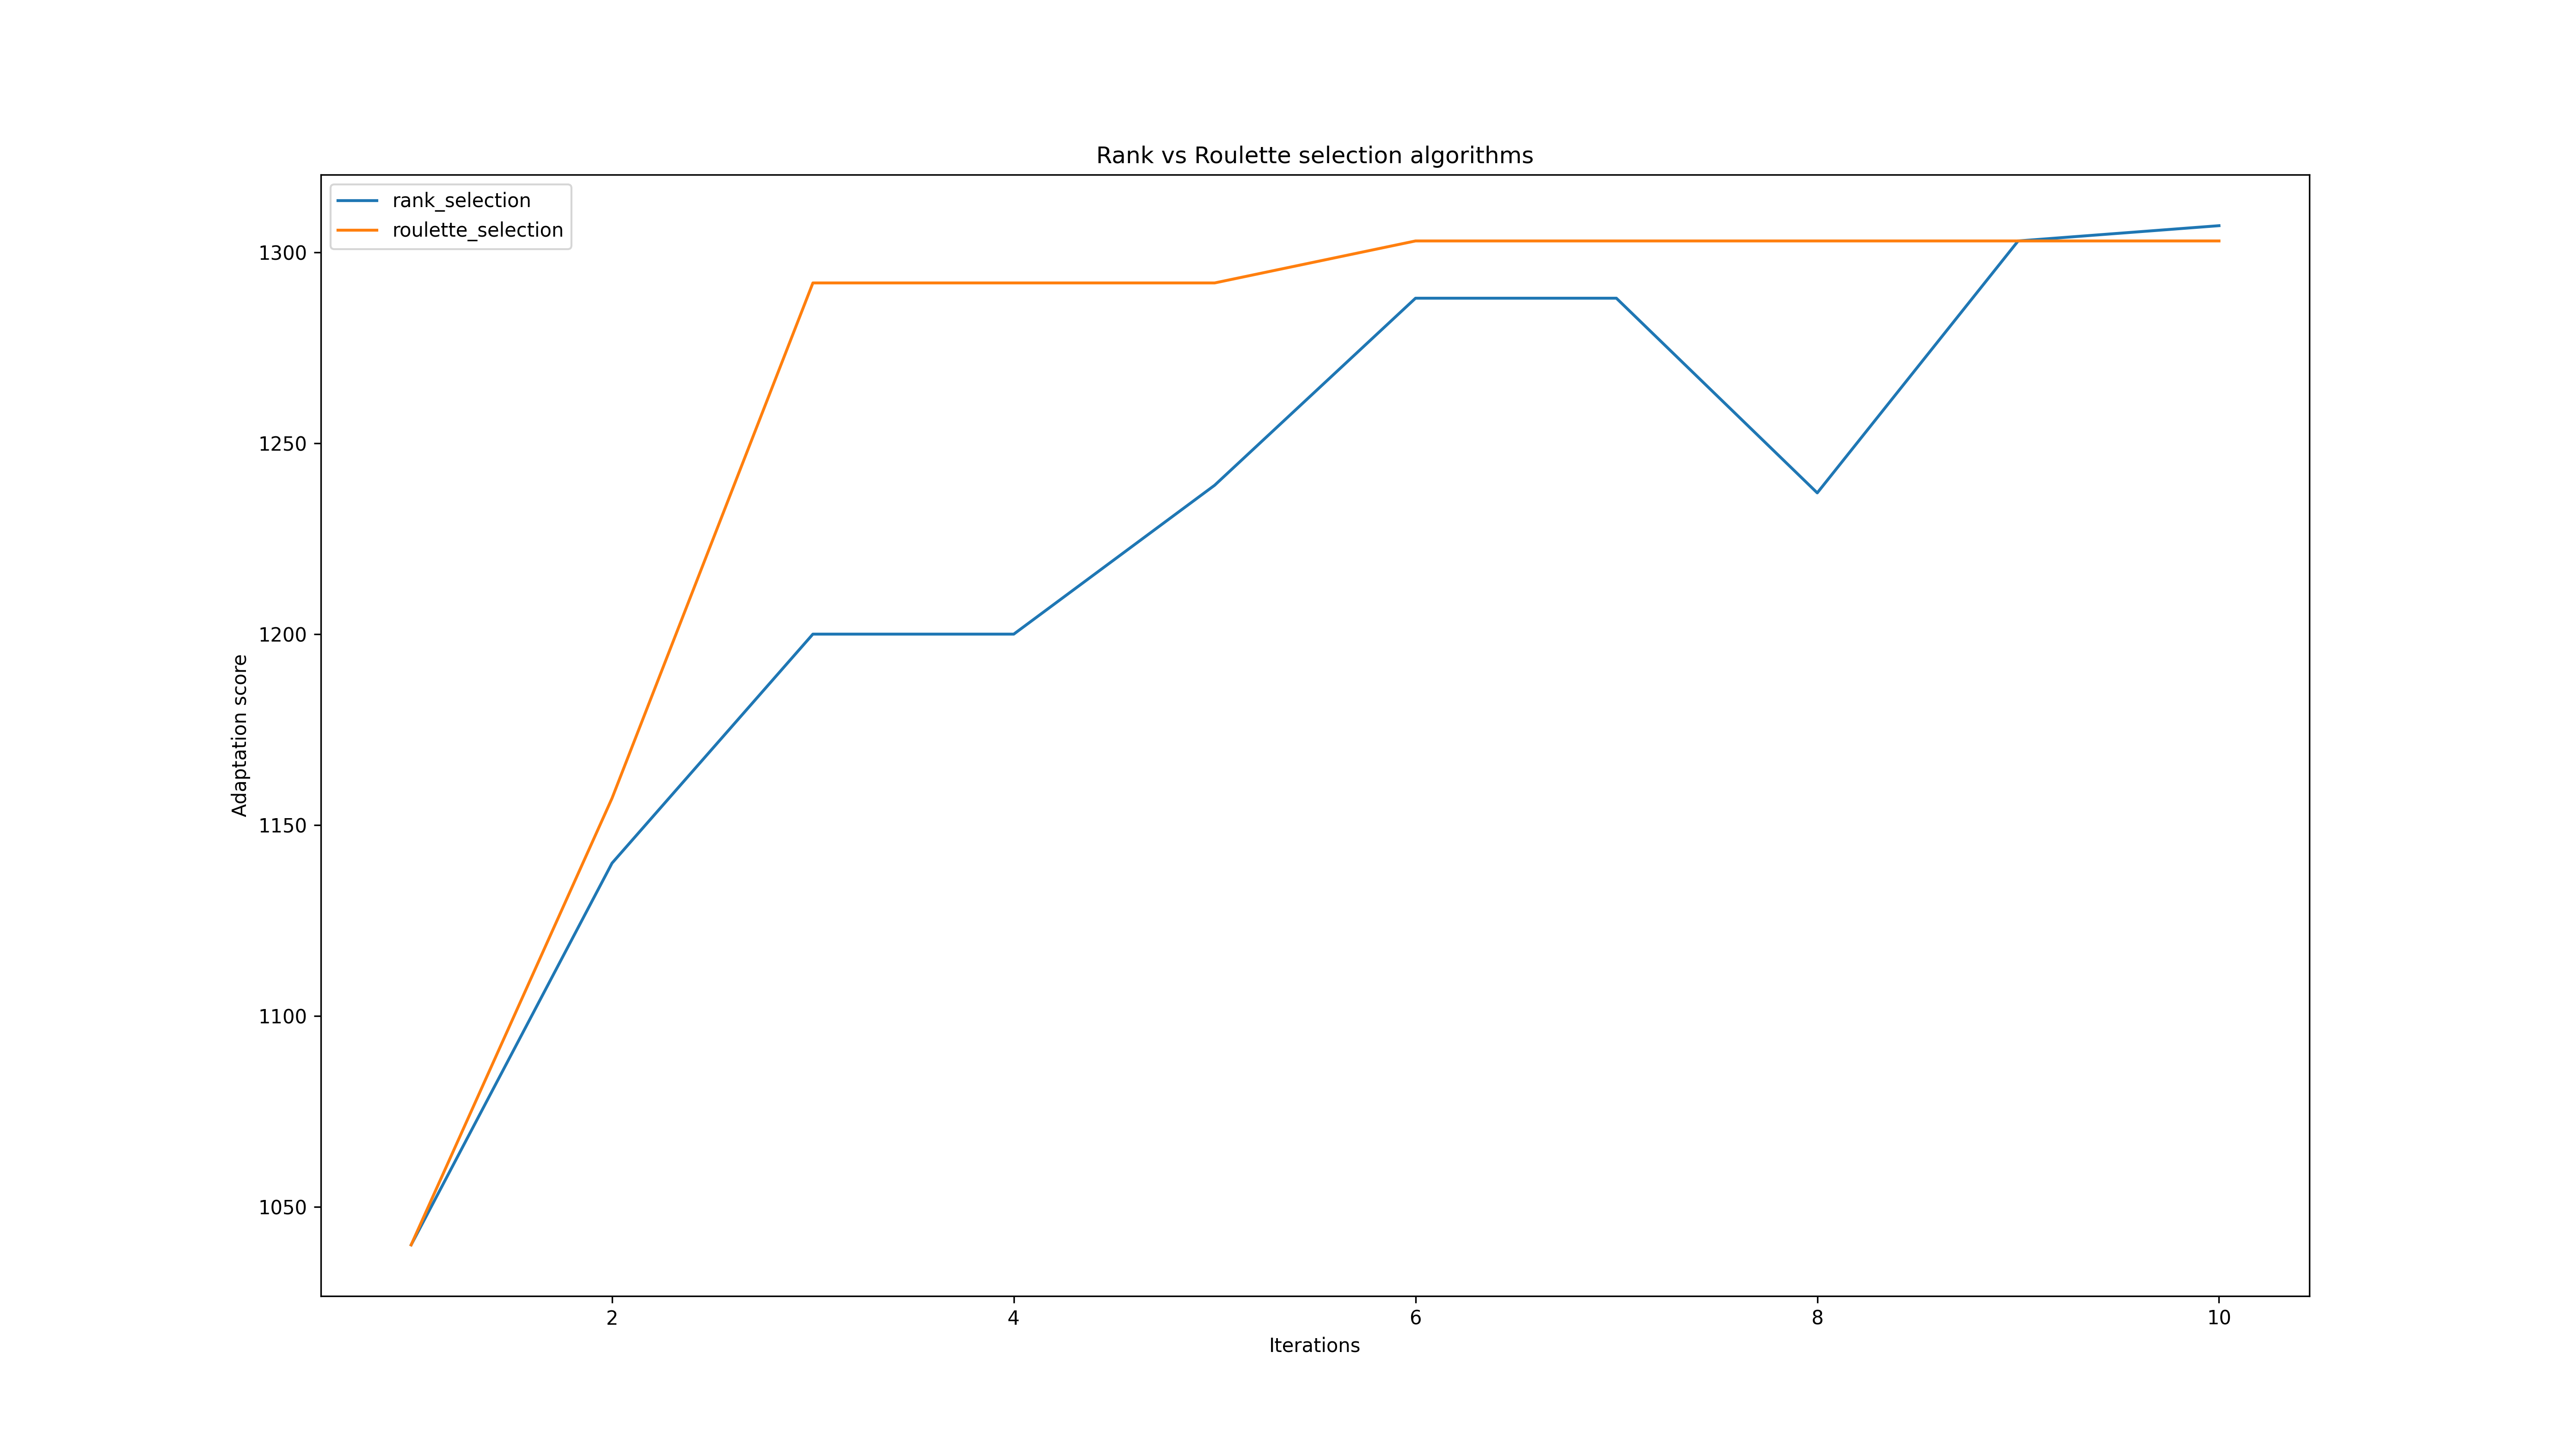 Rank vs Roulette selection algorithms
rank_selection
roulette_selection
1300
1250
1200
1150
1100
1050
Adaptation score
2 4 6 8 10
Iterations